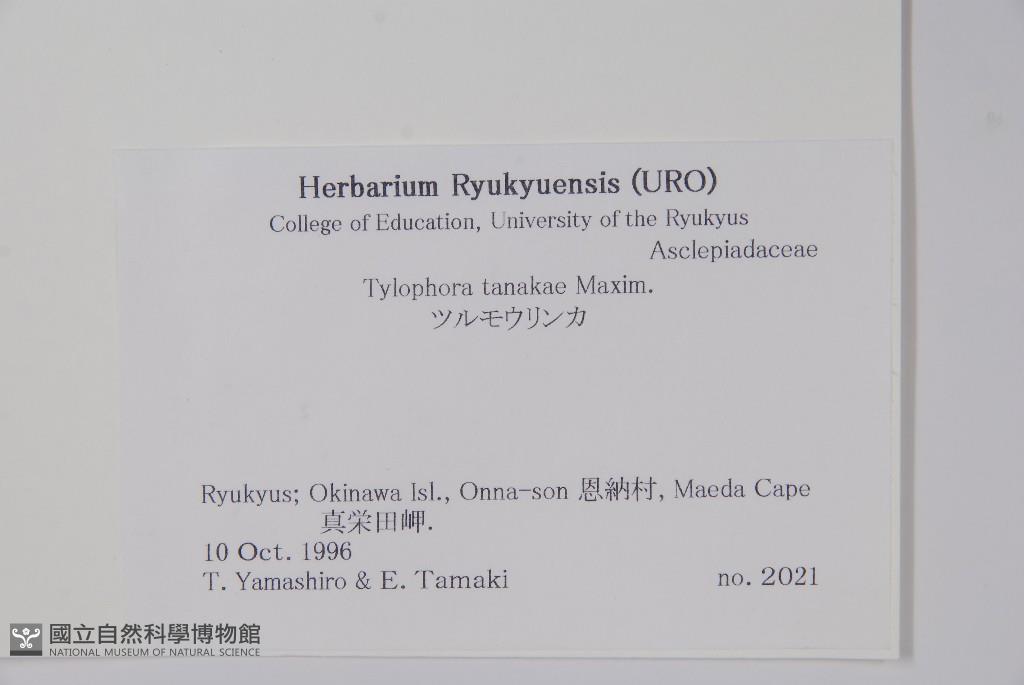 Herbarium Ryukyuensis (URO)
College of Education, University of the Ryukyus
Asclepiadaceae
Tylophora tanakae Maxim.
ツルモウリンカ
Ryukyus; Okinawa Isl., Onna-son 恩納村, Maeda Cape
真栄田岬.
10 Oct. 1996
T. Yamashiro & E. Tamaki no. 2021
國立自然科學博物館
NATIONAL MUSEUM OF NATURAL SCIENCE